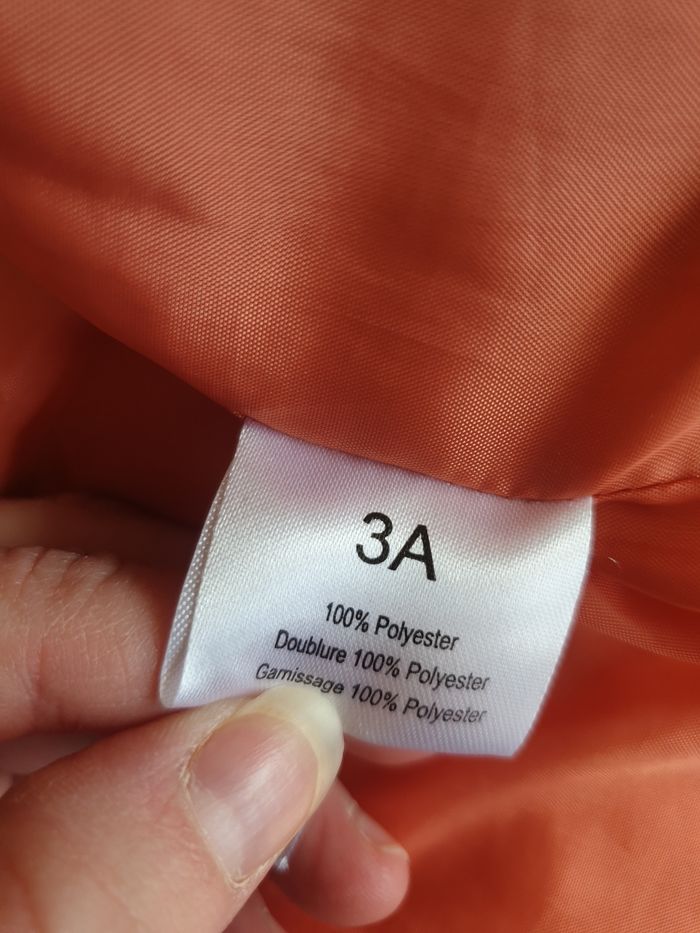 3A
100% Polyester
Doublure 100% Polyester
Garnissage 100% Polyester